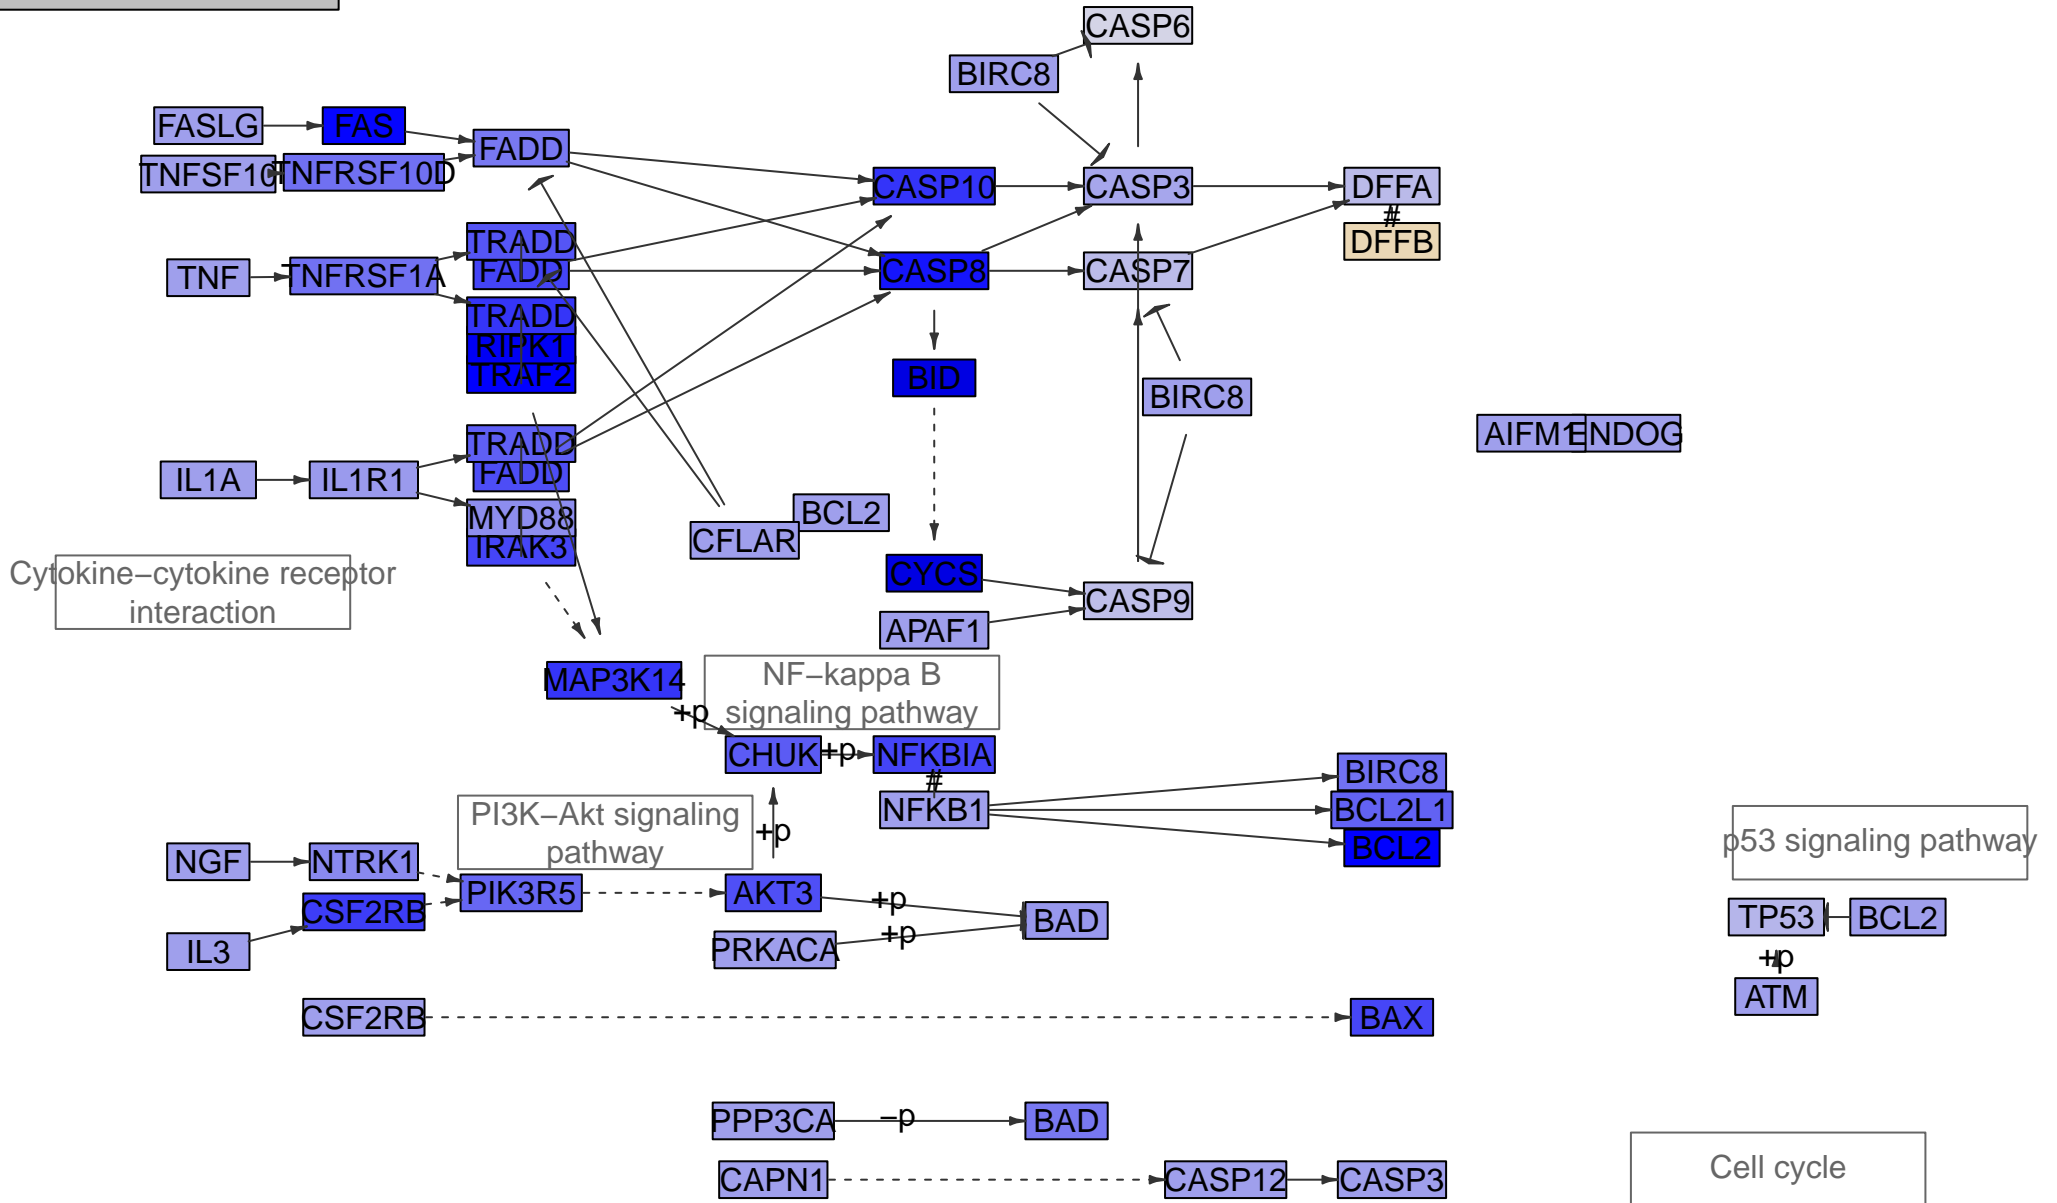 CASP6
BIRC8
FASLG
FAS
FADD
TNFSF10
TNFRSF10D
CASP10
CASP3
DFFA
#
DFFB
TRADD
FADD
TNF
TNFRSF1A
CASP8
CASP7
TRADD
RIPK1
TRAF2
BID
BIRC8
AIFM1
ENDOG
TRADD
FADD
IL1A
IL1R1
MYD88
IRAK3
BCL2
CFLAR
Cytokine−cytokine receptor
interaction
CYCS
CASP9
APAF1
MAP3K14
NF−kappa B
signaling pathway
+p
CHUK
+p
NFKBIA
#
NFKB1
BIRC8
BCL2L1
BCL2
PI3K−Akt signaling
pathway
+p
p53 signaling pathway
NGF
NTRK1
PIK3R5
AKT3
+p
CSF2RB
BAD
TP53
BCL2
IL3
PRKACA
+p
+p
ATM
CSF2RB
BAX
PPP3CA
−p
BAD
Cell cycle
CAPN1
CASP12
CASP3